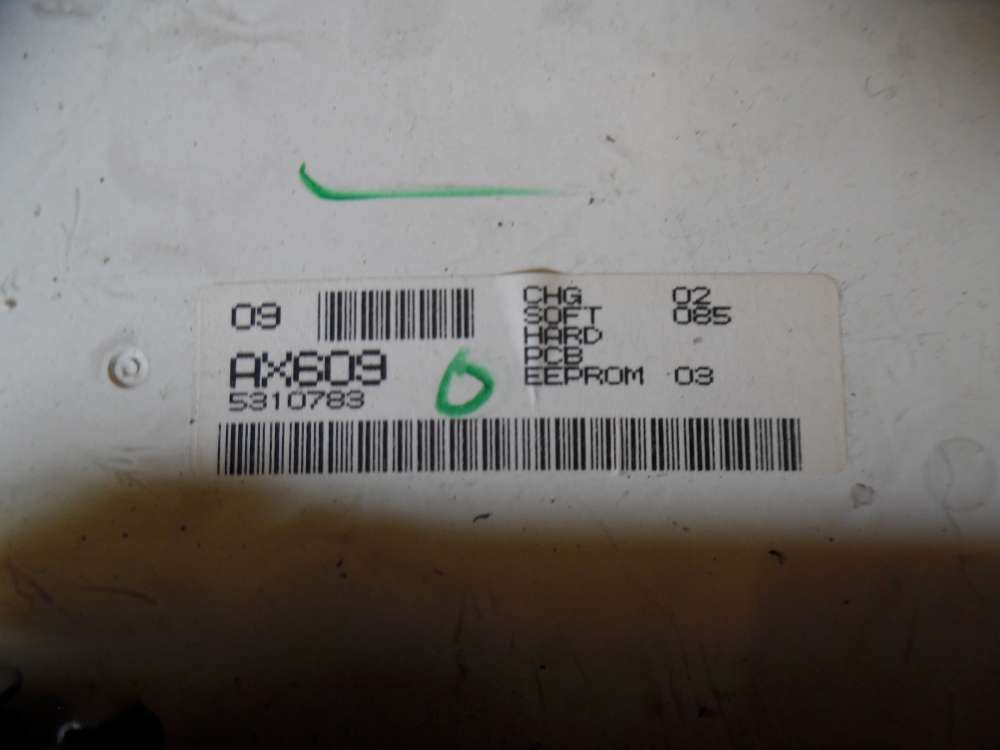 09
AX609
5310783
CHG 02
SOFT 085
HARD
PCB
EEPROM 03